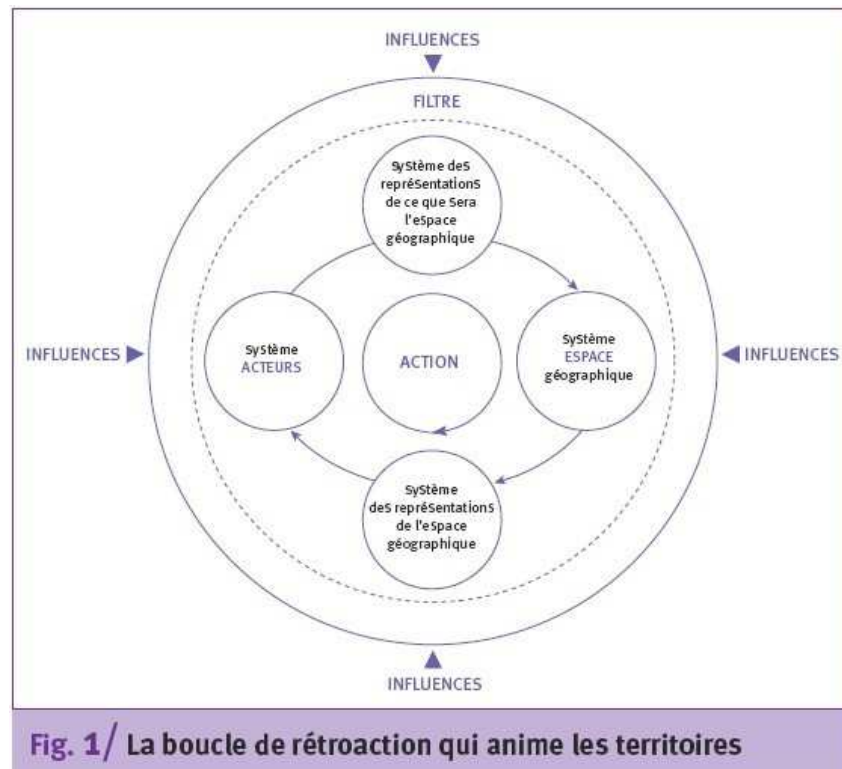 INFLUENCES
FILTRE
SyStème deS
repréSentationS
de ce que Sera
l'eSpace
géographique
INFLUENCES
SyStème
ACTEURS
ACTION
SyStème
ESPACE
géographique
INFLUENCES
SyStème
deS repréSentationS
de l'eSpace
géographique
INFLUENCES
Fig. 1/ La boucle de rétroaction qui anime les territoires